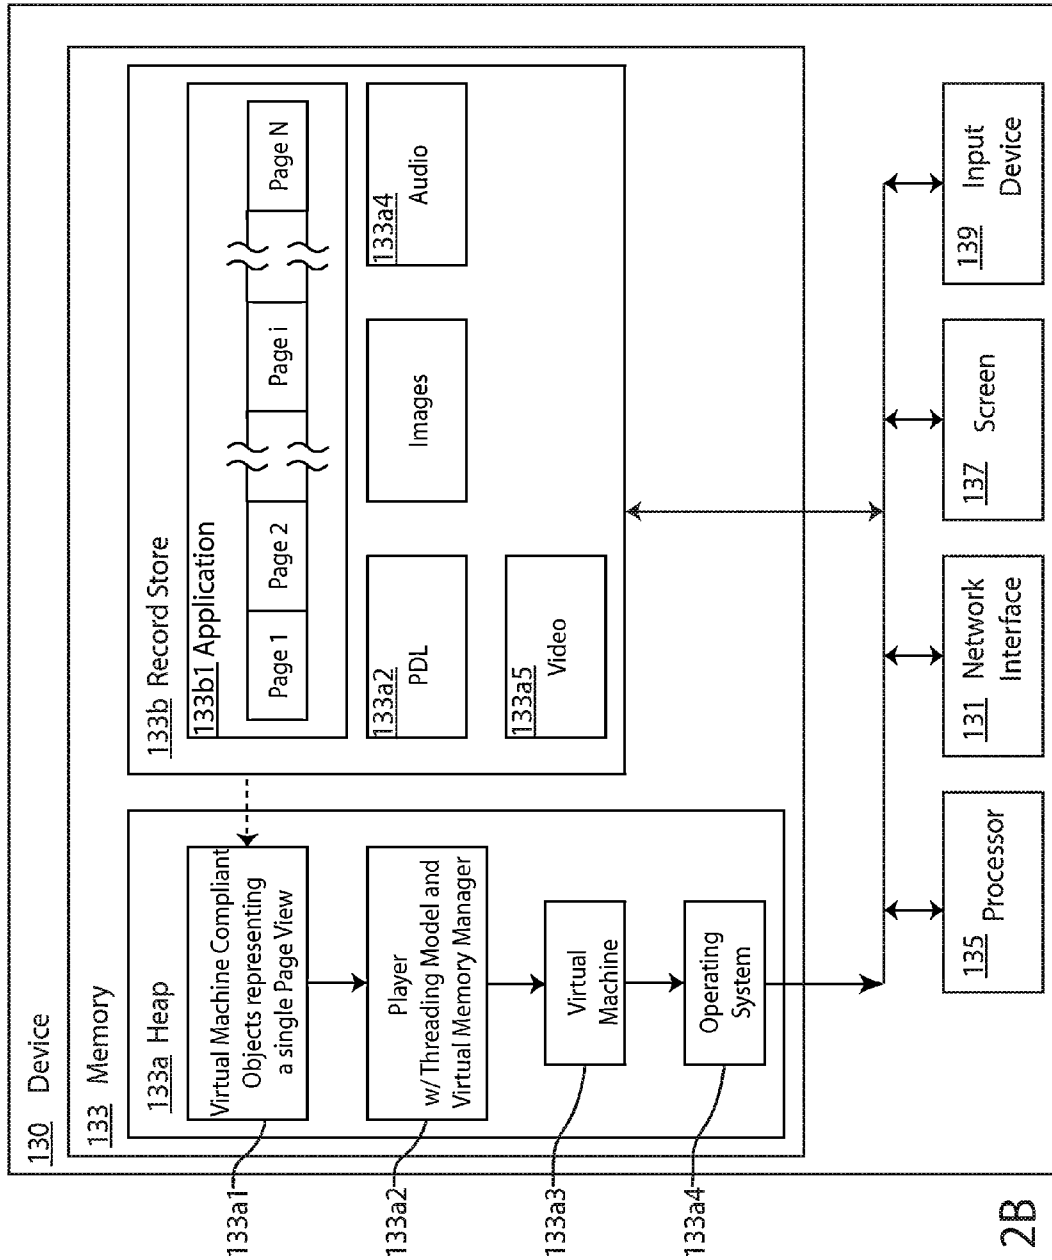 130 Device
133 Memory
133a Heap
Virtual Machine Compliant
Objects representing
a single Page View
Player
w/ Threading Model and
Virtual Memory Manager
Virtual
Machine
Operating
System
133a1
133a2
133a3
133a4
133b Record Store
133b1 Application
Page 1
Page 2
Page i
Page N
133a2
PDL
Images
133a4
Audio
133a5
Video
135 Processor
131 Network
Interface
137 Screen
139 Input
Device
2B